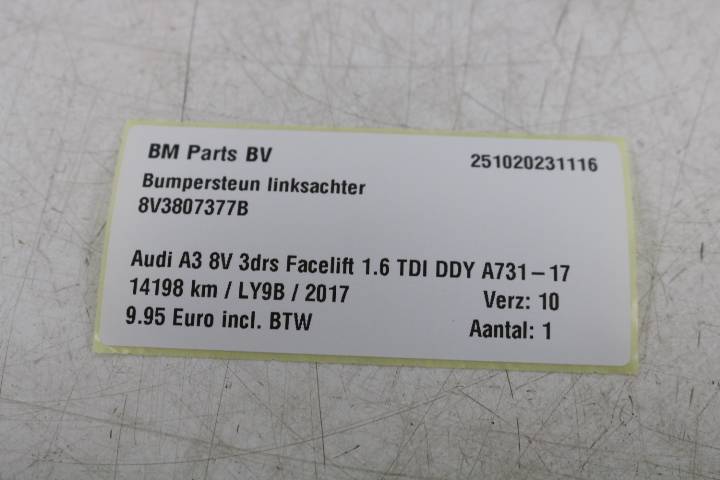 BM Parts BV 251020231116
Bumpersteun linksachter
8V3807377B
Audi A3 8V 3drs Facelift 1.6 TDI DDY A731-17
14198 km / LY9B / 2017 Verz: 10
9.95 Euro incl. BTW Aantal: 1